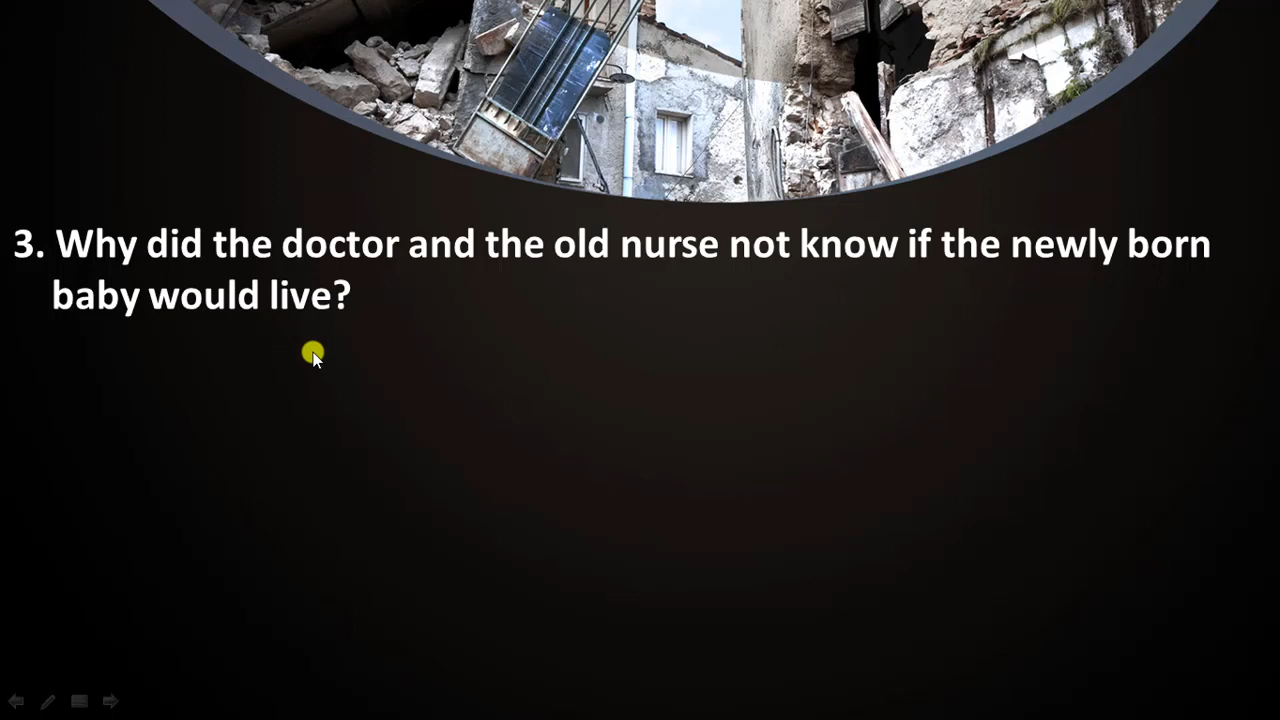 3. Why did the doctor and the old nurse not know if the newly born
baby would live?